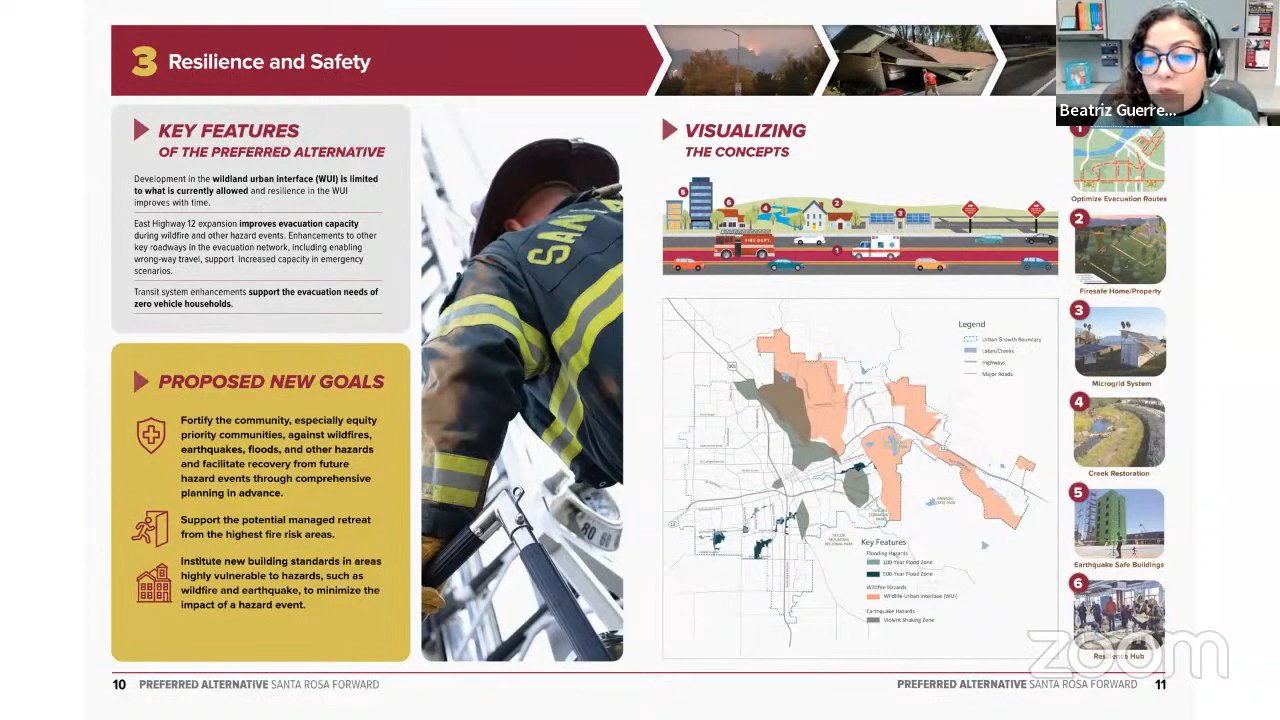 3 Resilience and Safety
Beatriz Guerre...
KEY FEATURES
OF THE PREFERRED ALTERNATIVE
Development in the wildland urban interface (WUI) is limited
to what is currently allowed and resilience in the WUI
improves with time.
East Highway 12 expansion improves evacuation capacity
during wildfire and other hazard events. Enhancements to other
key roadways in the evacuation network, including enabling
wrong-way travel, support increased capacity in emergency
scenarios.
Transit system enhancements support the evacuation needs of
zero vehicle households.
PROPOSED NEW GOALS
Fortify the community, especially equity
priority communities, against wildfires,
earthquakes, floods, and other hazards
and facilitate recovery from future
hazard events through comprehensive
planning in advance.
Support the potential managed retreat
from the highest fire risk areas.
Institute new building standards in areas
highly vulnerable to hazards, such as
wildfire and earthquake, to minimize the
impact of a hazard event.
SAN
VISUALIZING
THE CONCEPTS
5
6
4
2
3
FIRE DEPT.
1
Legend
Urban Growth Boundary
Lakes/Creeks
Highways
Major Roads
101
12
12
Key Features
Flooding Hazards
100-Year Flood Zone
500-Year Flood Zone
Wildfire Hazards
Wildlife-Urban Interface (WUI)
Earthquake Hazards
Violent Shaking Zone
1
Optimize Evacuation Routes
2
Firesafe Home/Property
3
Microgrid System
4
Creek Restoration
5
Earthquake Safe Buildings
6
Resilience Hub
zoom
10 PREFERRED ALTERNATIVE SANTA ROSA FORWARD
PREFERRED ALTERNATIVE SANTA ROSA FORWARD 11